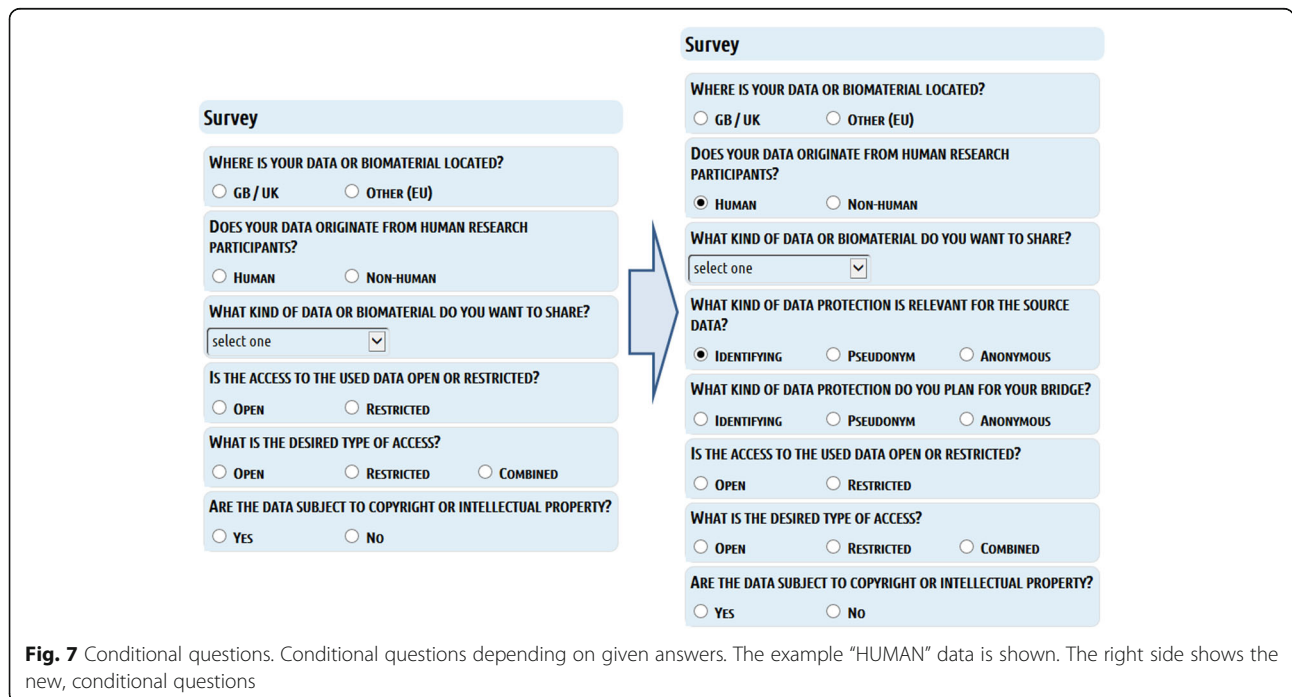 Survey
WHERE IS YOUR DATA OR BIOMATERIAL LOCATED?
GB / UK OTHER (EU)
DOES YOUR DATA ORIGINATE FROM HUMAN RESEARCH
PARTICIPANTS?
HUMAN NON-HUMAN
WHAT KIND OF DATA OR BIOMATERIAL DO YOU WANT TO SHARE?
select one
IS THE ACCESS TO THE USED DATA OPEN OR RESTRICTED?
OPEN RESTRICTED
WHAT IS THE DESIRED TYPE OF ACCESS?
OPEN RESTRICTED COMBINED
ARE THE DATA SUBJECT TO COPYRIGHT OR INTELLECTUAL PROPERTY?
YES NO
Survey
WHERE IS YOUR DATA OR BIOMATERIAL LOCATED?
GB / UK OTHER (EU)
DOES YOUR DATA ORIGINATE FROM HUMAN RESEARCH
PARTICIPANTS?
HUMAN NON-HUMAN
WHAT KIND OF DATA OR BIOMATERIAL DO YOU WANT TO SHARE?
select one
WHAT KIND OF DATA PROTECTION IS RELEVANT FOR THE SOURCE
DATA?
IDENTIFYING PSEUDONYM ANONYMOUS
WHAT KIND OF DATA PROTECTION DO YOU PLAN FOR YOUR BRIDGE?
IDENTIFYING PSEUDONYM ANONYMOUS
IS THE ACCESS TO THE USED DATA OPEN OR RESTRICTED?
OPEN RESTRICTED
WHAT IS THE DESIRED TYPE OF ACCESS?
OPEN RESTRICTED COMBINED
ARE THE DATA SUBJECT TO COPYRIGHT OR INTELLECTUAL PROPERTY?
YES NO
Fig. 7 Conditional questions. Conditional questions depending on given answers. The example “HUMAN” data is shown. The right side shows the
new, conditional questions